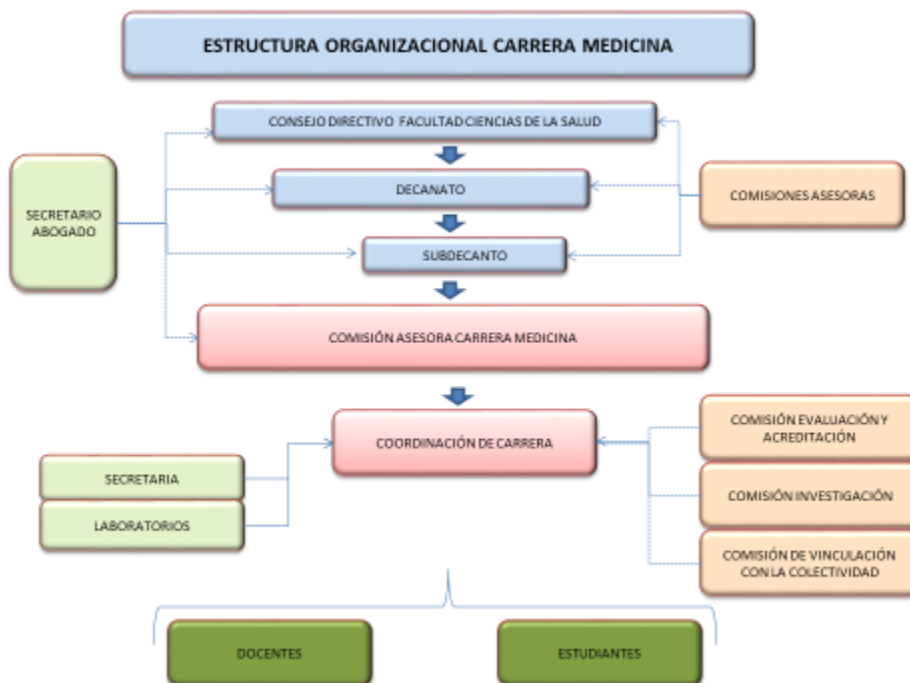 ESTRUCTURA ORGANIZACIONAL CARRERA MEDICINA
CONSEJO DIRECTIVO FACULTAD CIENCIAS DE LA SALUD
DECANATO
SECRETARIO
ABOGADO
COMISIONES ASESORAS
SUBDECANTO
COMISIÓN ASESORA CARRERA MEDICINA
COORDINACIÓN DE CARRERA
COMISIÓN EVALUACIÓN Y
ACREDITACIÓN
SECRETARIA
LABORATORIOS
COMISIÓN INVESTIGACIÓN
COMISIÓN DE VINCULACIÓN
CON LA COLECTIVIDAD
DOCENTES
ESTUDIANTES